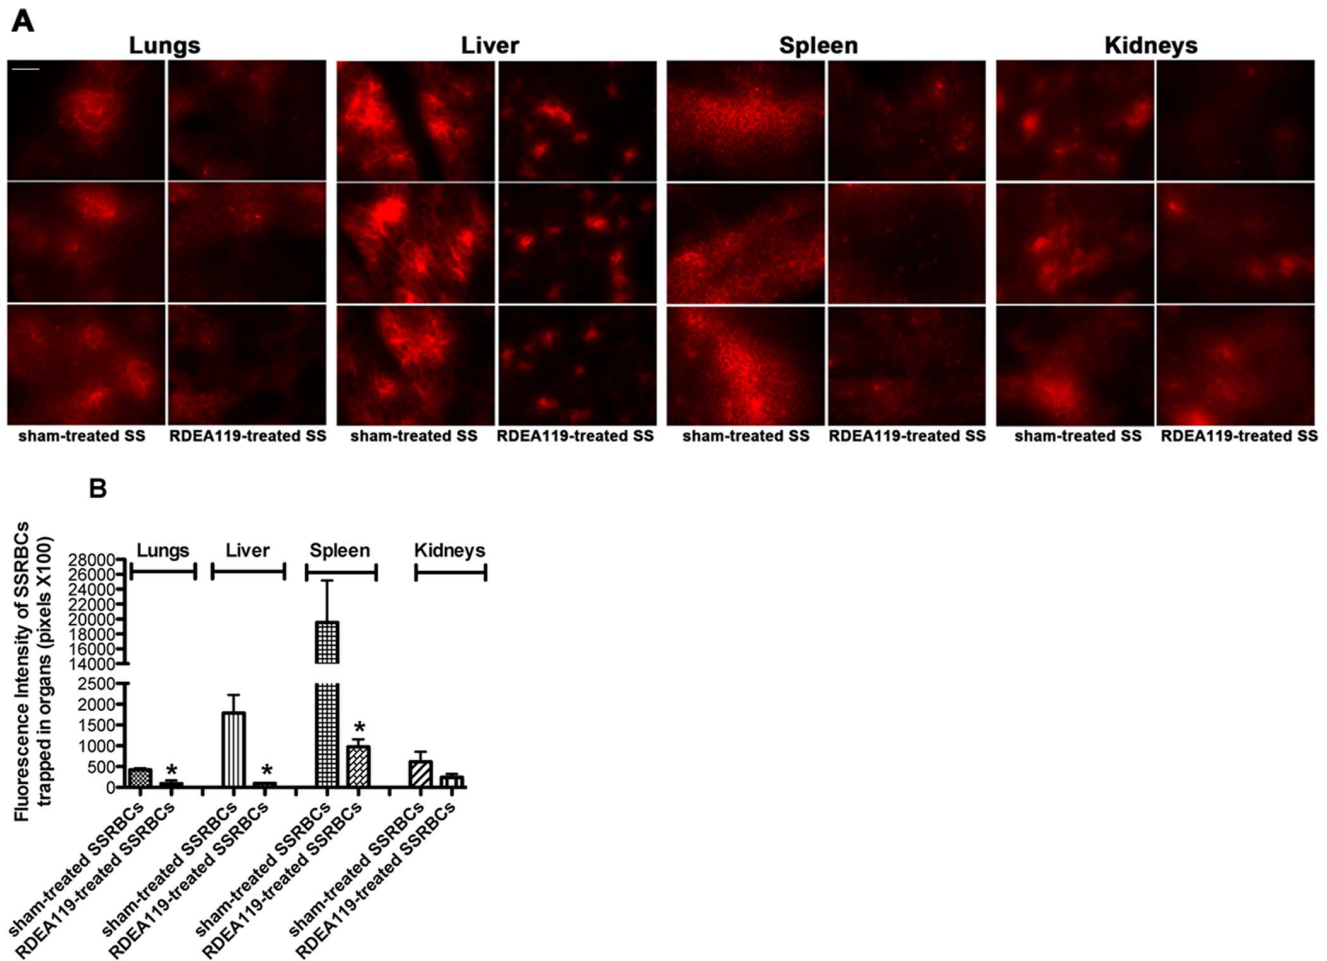 A
Lungs Liver Spleen Kidneys
sham-treated SS RDEA119-treated SS sham-treated SS RDEA119-treated SS sham-treated SS RDEA119-treated SS sham-treated SS RDEA119-treated SS
B
Fluorescence Intensity of SSRBCs
trapped in organs (pixels X100)
Lungs Liver Spleen Kidneys
28000
26000
24000
22000
20000
18000
16000
14000
2500
2000
1500
1000
500
0
* * *
sham-treated SSRBCs
RDEA119-treated SSRBCs
sham-treated SSRBCs
RDEA119-treated SSRBCs
sham-treated SSRBCs
RDEA119-treated SSRBCs
sham-treated SSRBCs
RDEA119-treated SSRBCs